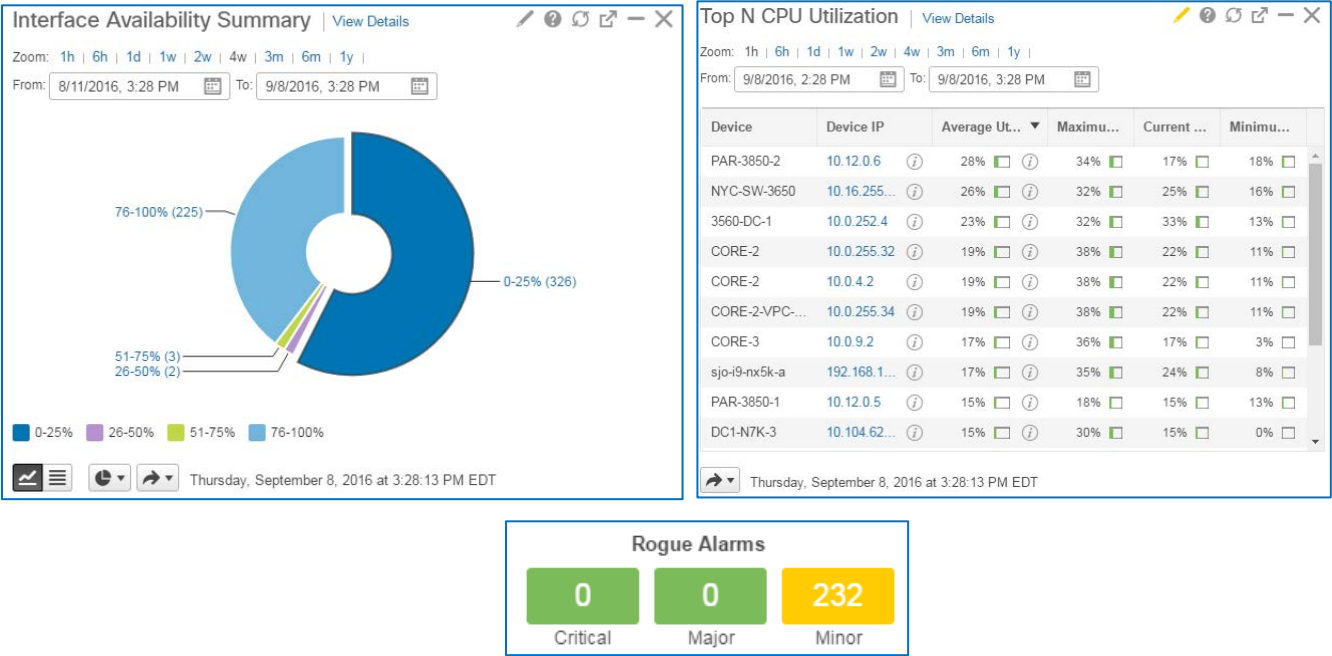 Interface Availability Summary | View Details
Zoom: 1h | 6h | 1d | 1w | 2w | 4w | 3m | 6m | 1y |
From: 8/11/2016, 3:28 PM To: 9/8/2016, 3:28 PM
76-100% (225)
0-25% (326)
51-75% (3)
26-50% (2)
0-25% 26-50% 51-75% 76-100%
Thursday, September 8, 2016 at 3:28:13 PM EDT
Top N CPU Utilization | View Details
Zoom: 1h | 6h | 1d | 1w | 2w | 4w | 3m | 6m | 1y |
From: 9/8/2016, 2:28 PM To: 9/8/2016, 3:28 PM
Device Device IP Average Ut... Maximu... Current ... Minimu...
PAR-3850-2 10.12.0.6 28% 34% 17% 18%
NYC-SW-3650 10.16.255... 26% 32% 25% 16%
3560-DC-1 10.0.252.4 23% 32% 33% 13%
CORE-2 10.0.255.32 19% 38% 22% 11%
CORE-2 10.0.4.2 19% 38% 22% 11%
CORE-2-VPC-... 10.0.255.34 19% 38% 22% 11%
CORE-3 10.0.9.2 17% 36% 17% 3%
sjo-i9-nx5k-a 192.168.1... 17% 35% 24% 8%
PAR-3850-1 10.12.0.5 15% 18% 15% 13%
DC1-N7K-3 10.104.62... 15% 30% 15% 0%
Thursday, September 8, 2016 at 3:28:13 PM EDT
Rogue Alarms
0 0 232
Critical Major Minor